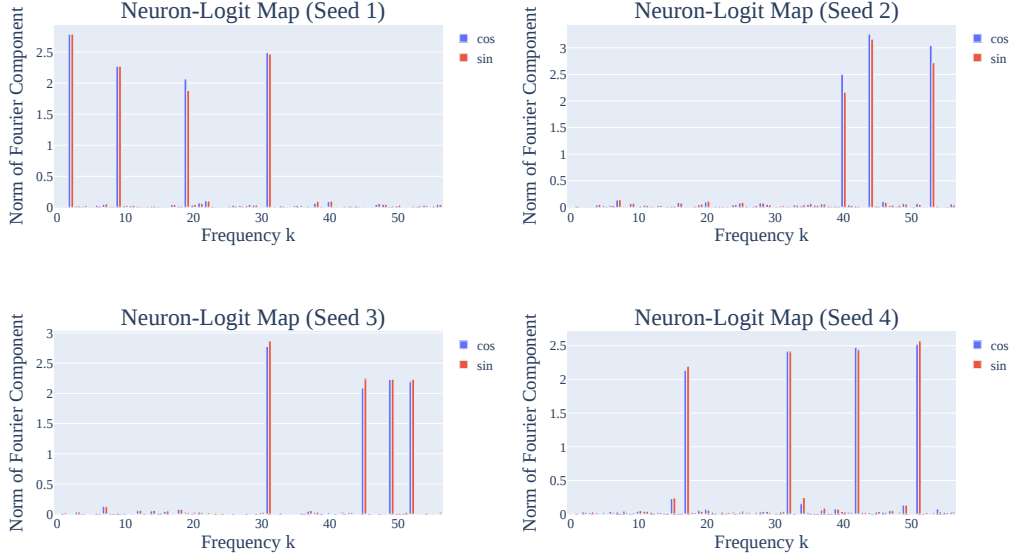 Neuron-Logit Map (Seed 1)
Norm of Fourier Component
2.5
2
1.5
1
0.5
0
0 10 20 30 40 50
Frequency k
cos
sin
Neuron-Logit Map (Seed 2)
Norm of Fourier Component
3
2.5
2
1.5
1
0.5
0
0 10 20 30 40 50
Frequency k
cos
sin
Neuron-Logit Map (Seed 3)
Norm of Fourier Component
3
2.5
2
1.5
1
0.5
0
0 10 20 30 40 50
Frequency k
cos
sin
Neuron-Logit Map (Seed 4)
Norm of Fourier Component
2.5
2
1.5
1
0.5
0
0 10 20 30 40 50
Frequency k
cos
sin